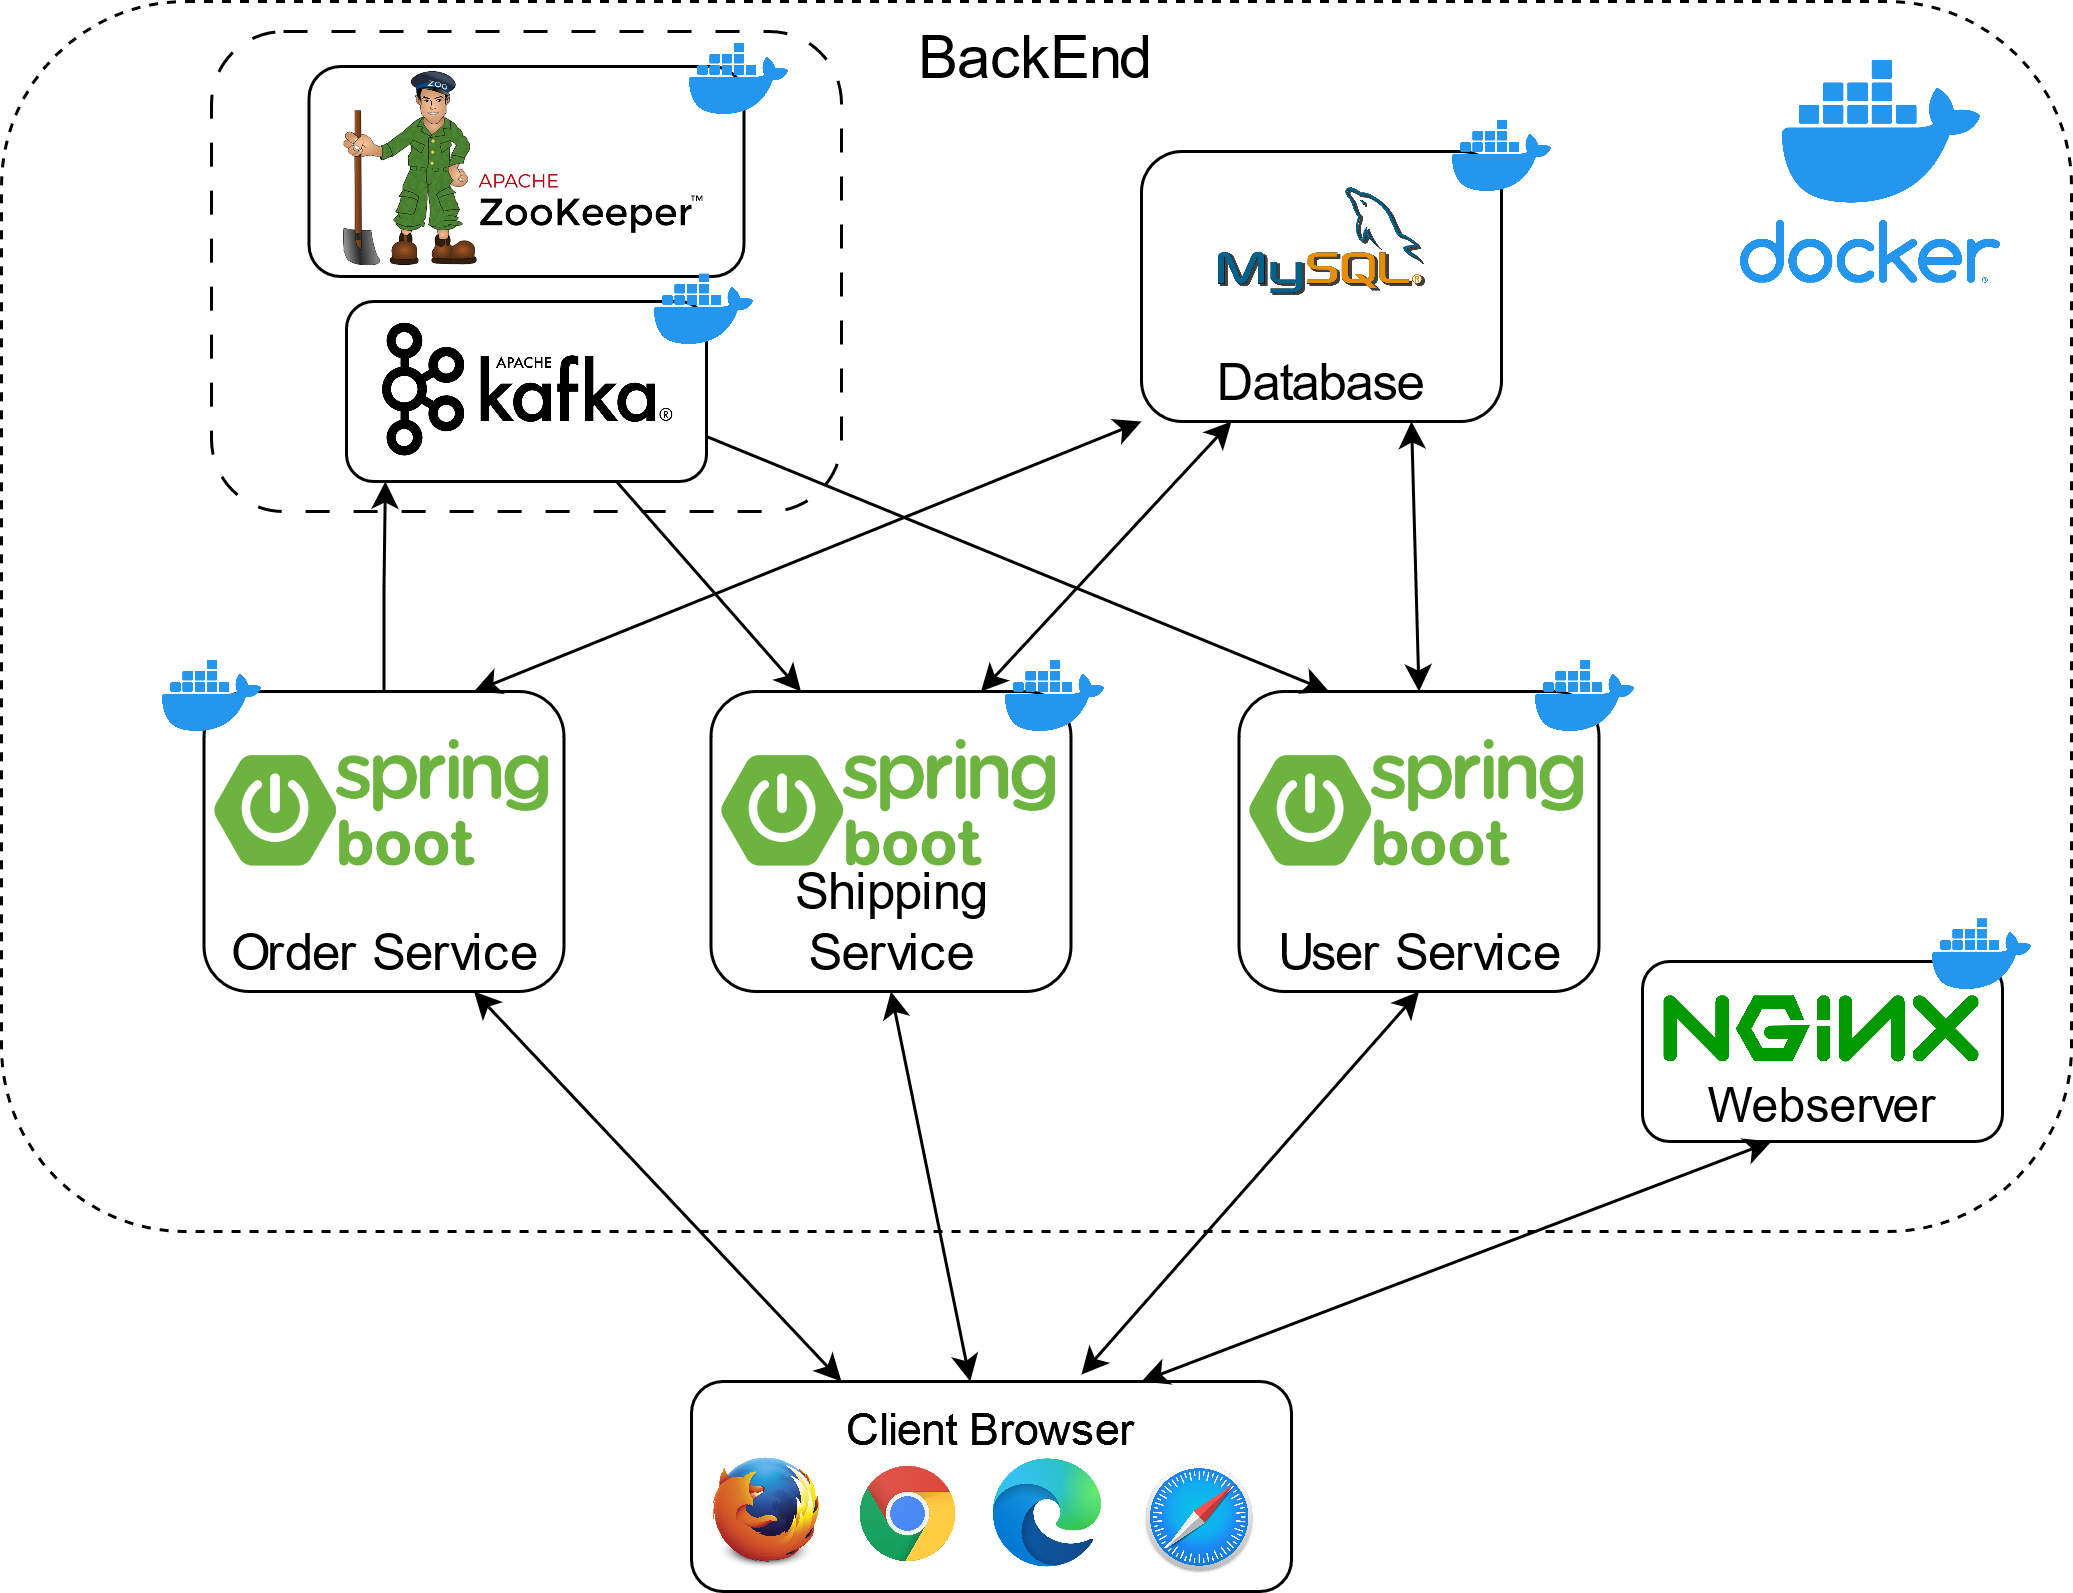 BackEnd
ZOO
APACHE
ZooKeeper™
APACHE
kafka®
MySQL®
Database
docker
spring
boot
Order Service
spring
boot
Shipping
Service
spring
boot
User Service
NGINX
Webserver
Client Browser